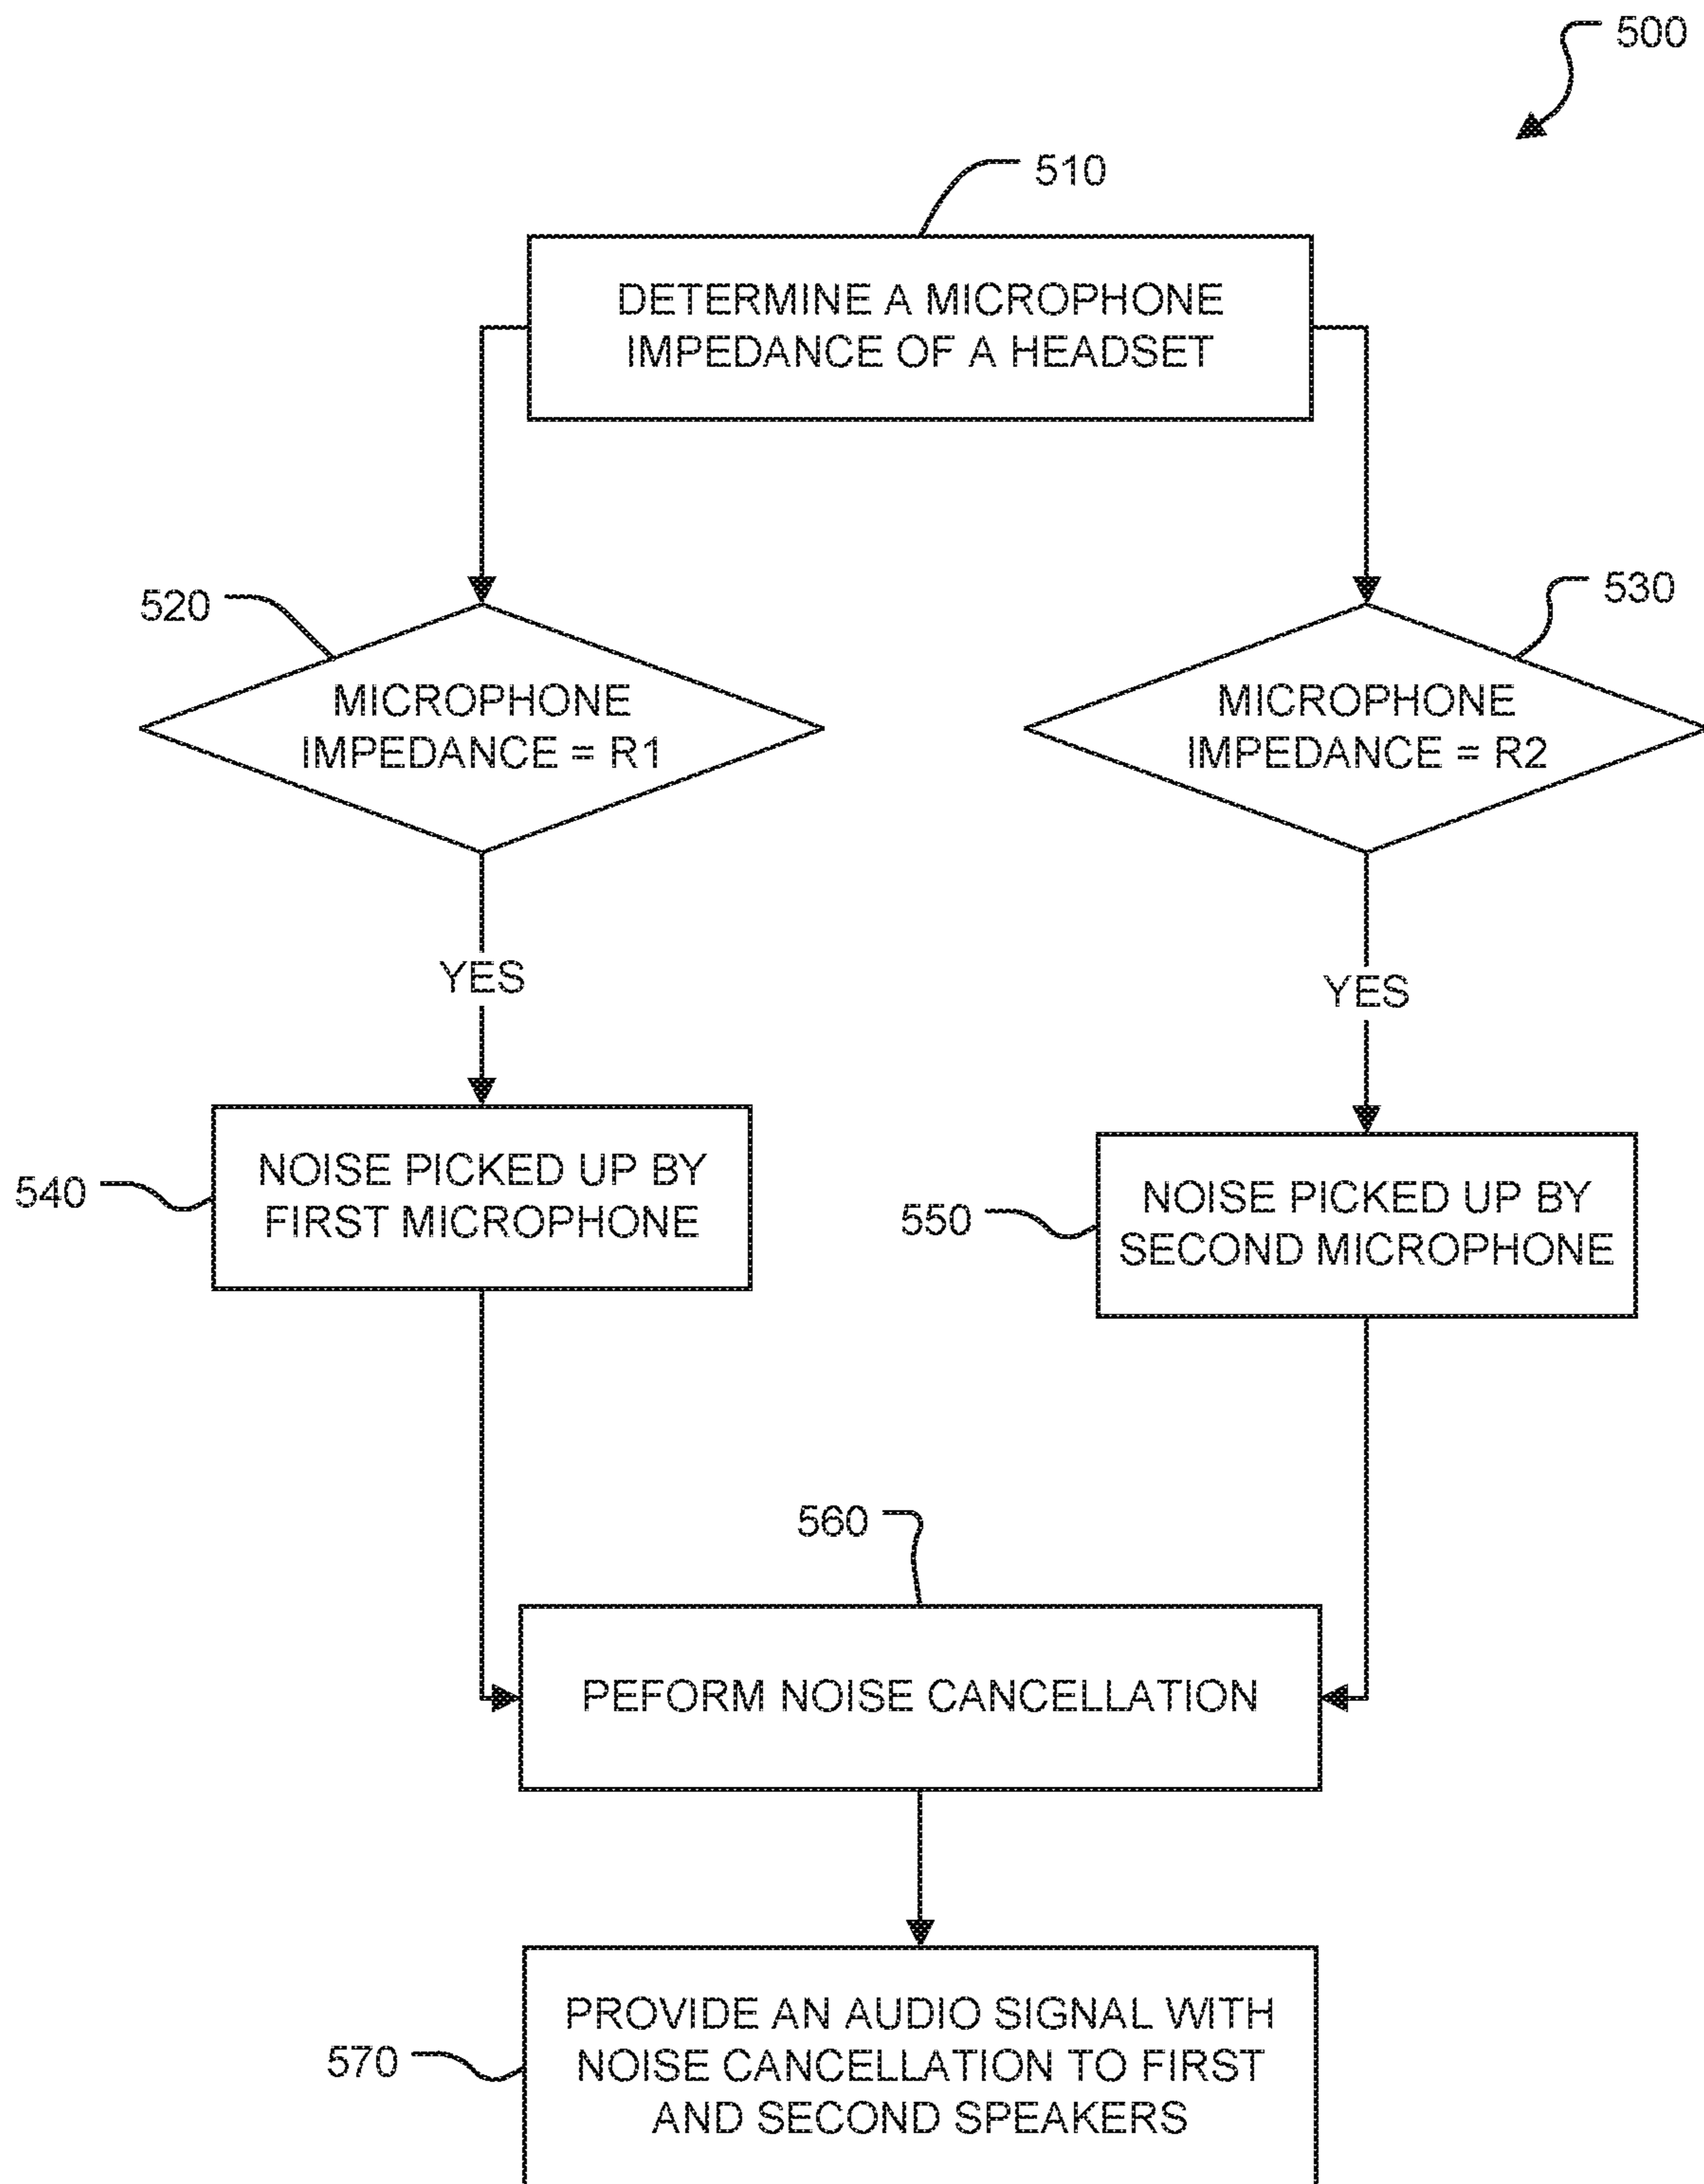 500
510
DETERMINE A MICROPHONE
IMPEDANCE OF A HEADSET
520
MICROPHONE
IMPEDANCE = R1
530
MICROPHONE
IMPEDANCE = R2
YES
YES
540
NOISE PICKED UP BY
FIRST MICROPHONE
550
NOISE PICKED UP BY
SECOND MICROPHONE
560
PEFORM NOISE CANCELLATION
570
PROVIDE AN AUDIO SIGNAL WITH
NOISE CANCELLATION TO FIRST
AND SECOND SPEAKERS